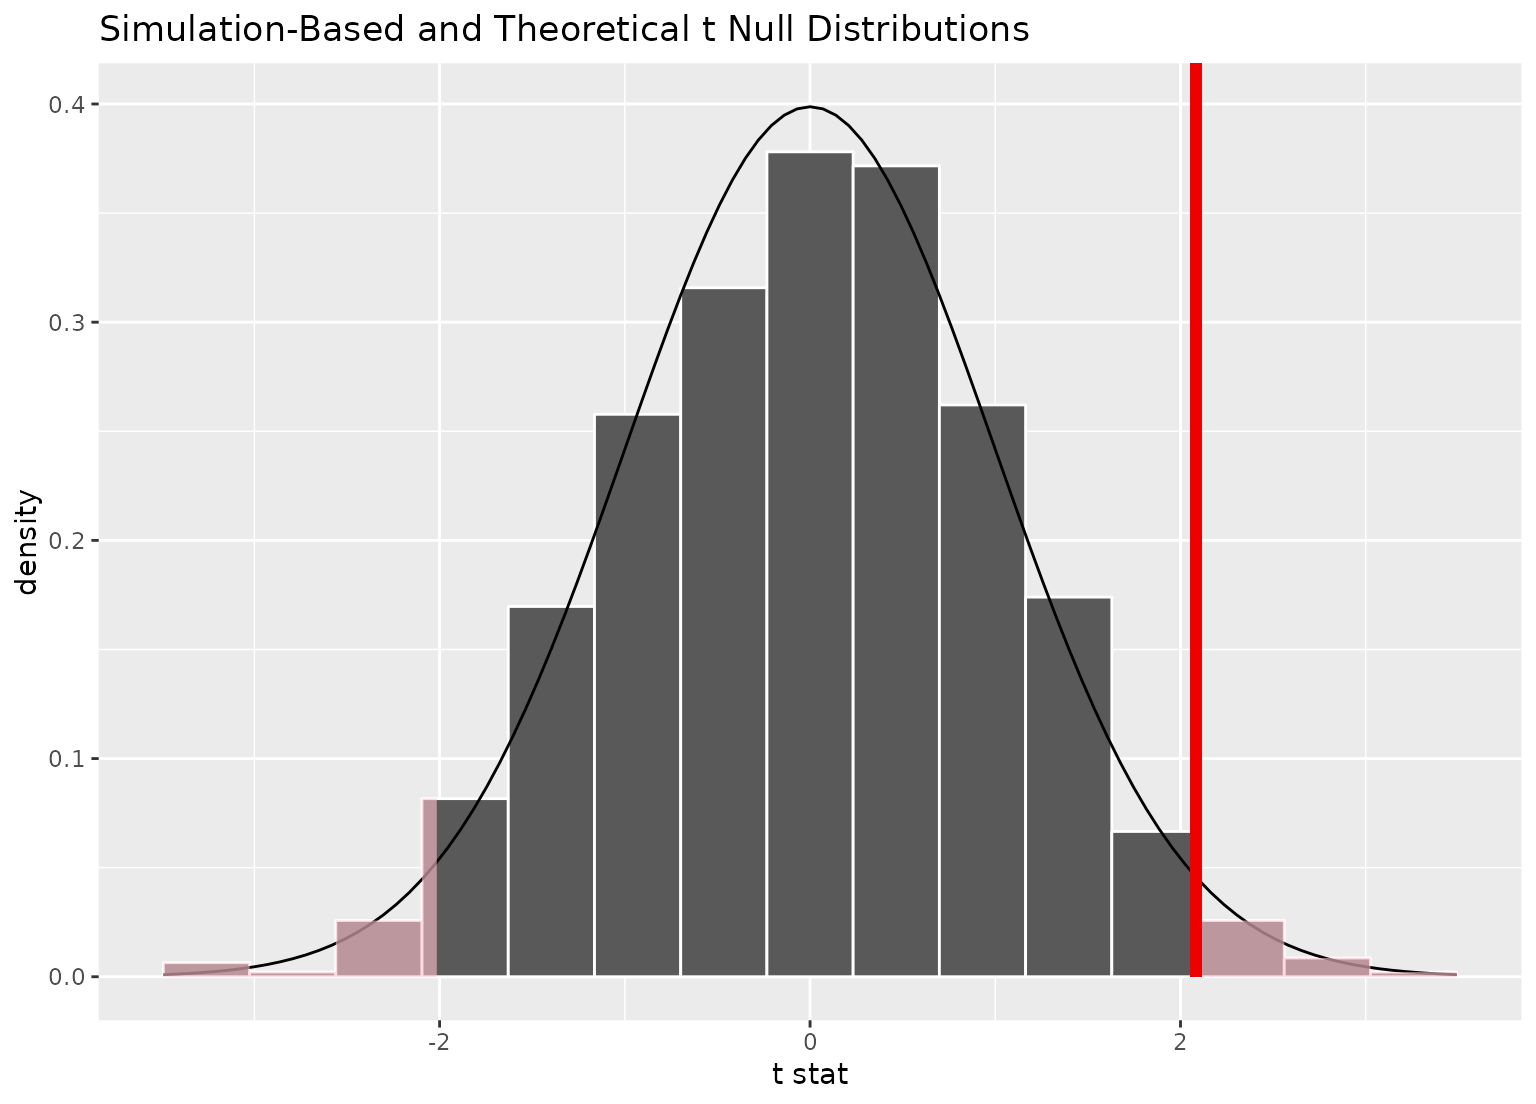 Simulation-Based and Theoretical t Null Distributions
0.4
0.3
0.2
0.1
0.0
density
-2 0 2
t stat